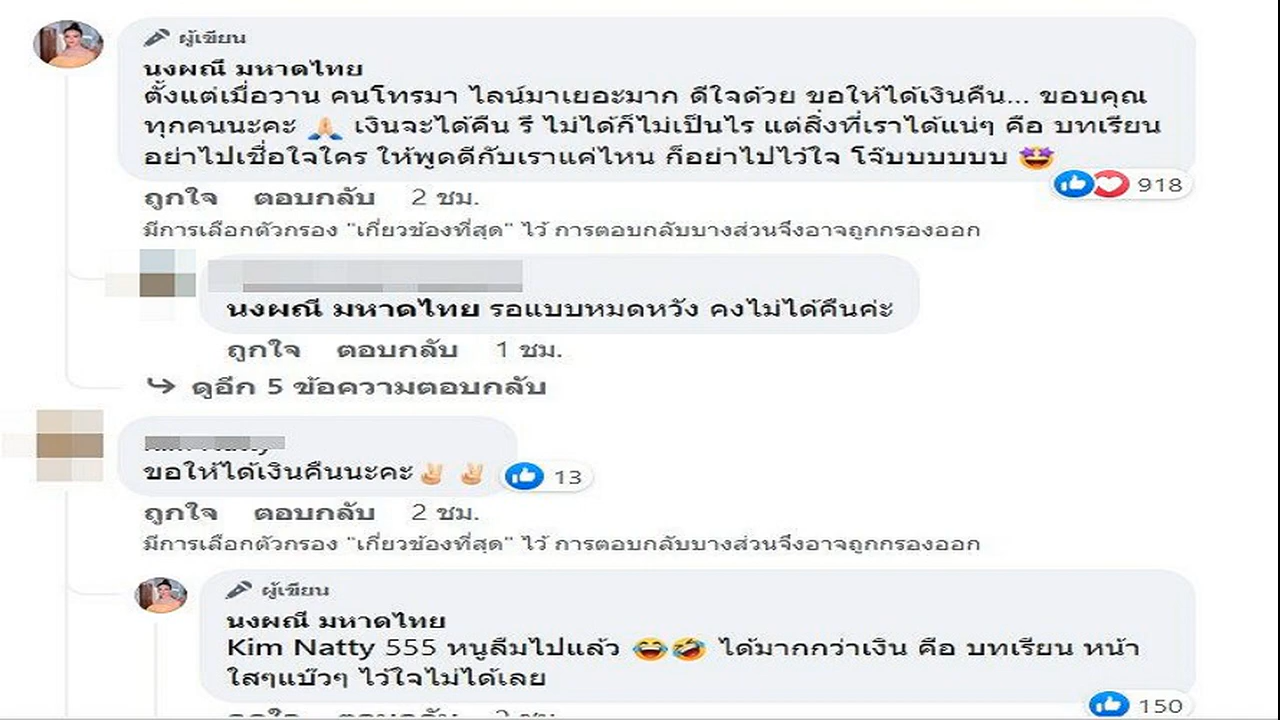 ผู้เขียน
นงผณี มหาดไทย
ตั้งแต่เมื่อวาน คนโทรมา ไลน์มาเยอะมาก ดีใจด้วย ขอให้ได้เงินคืน... ขอบคุณ
ทุกคนนะคะ 🙏🏻 เงินจะได้คืน รึ ไม่ได้ก็ไม่เป็นไร แต่สิ่งที่เราได้แน่ๆ คือ บทเรียน
อย่าไปเชื่อใจใคร ให้พูดดีกับเราแค่ไหน ก็อย่าไปไว้ใจ โจ๊บบบบบบ 🤩
918
ถูกใจ ตอบกลับ 2 ชม.
มีการเลือกตัวกรอง "เกี่ยวข้องที่สุด" ไว้ การตอบกลับบางส่วนจึงอาจถูกกรองออก
นงผณี มหาดไทย รอแบบหมดหวัง คงไม่ได้คืนค่ะ
ถูกใจ ตอบกลับ 1 ชม.
ดูอีก 5 ข้อความตอบกลับ
ขอให้ได้เงินคืนนะคะ✌🏻 ✌🏻 13
ถูกใจ ตอบกลับ 2 ชม.
มีการเลือกตัวกรอง "เกี่ยวข้องที่สุด" ไว้ การตอบกลับบางส่วนจึงอาจถูกกรองออก
ผู้เขียน
นงผณี มหาดไทย
Kim Natty 555 หนูลืมไปแล้ว 😂🤣 ได้มากกว่าเงิน คือ บทเรียน หน้า
ใสๆแบ๊วๆ ไว้ใจไม่ได้เลย
150